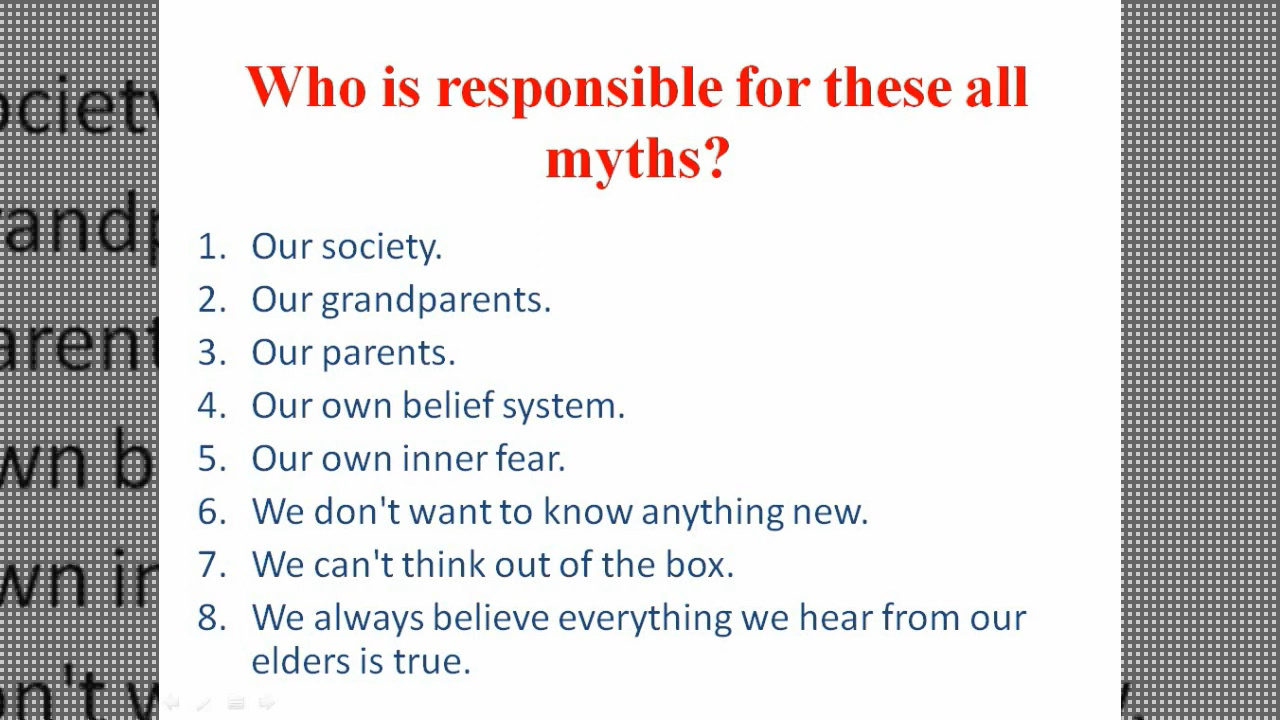 Who is responsible for these all
myths?
1. Our society.
2. Our grandparents.
3. Our parents.
4. Our own belief system.
5. Our own inner fear.
6. We don't want to know anything new.
7. We can't think out of the box.
8. We always believe everything we hear from our
elders is true.